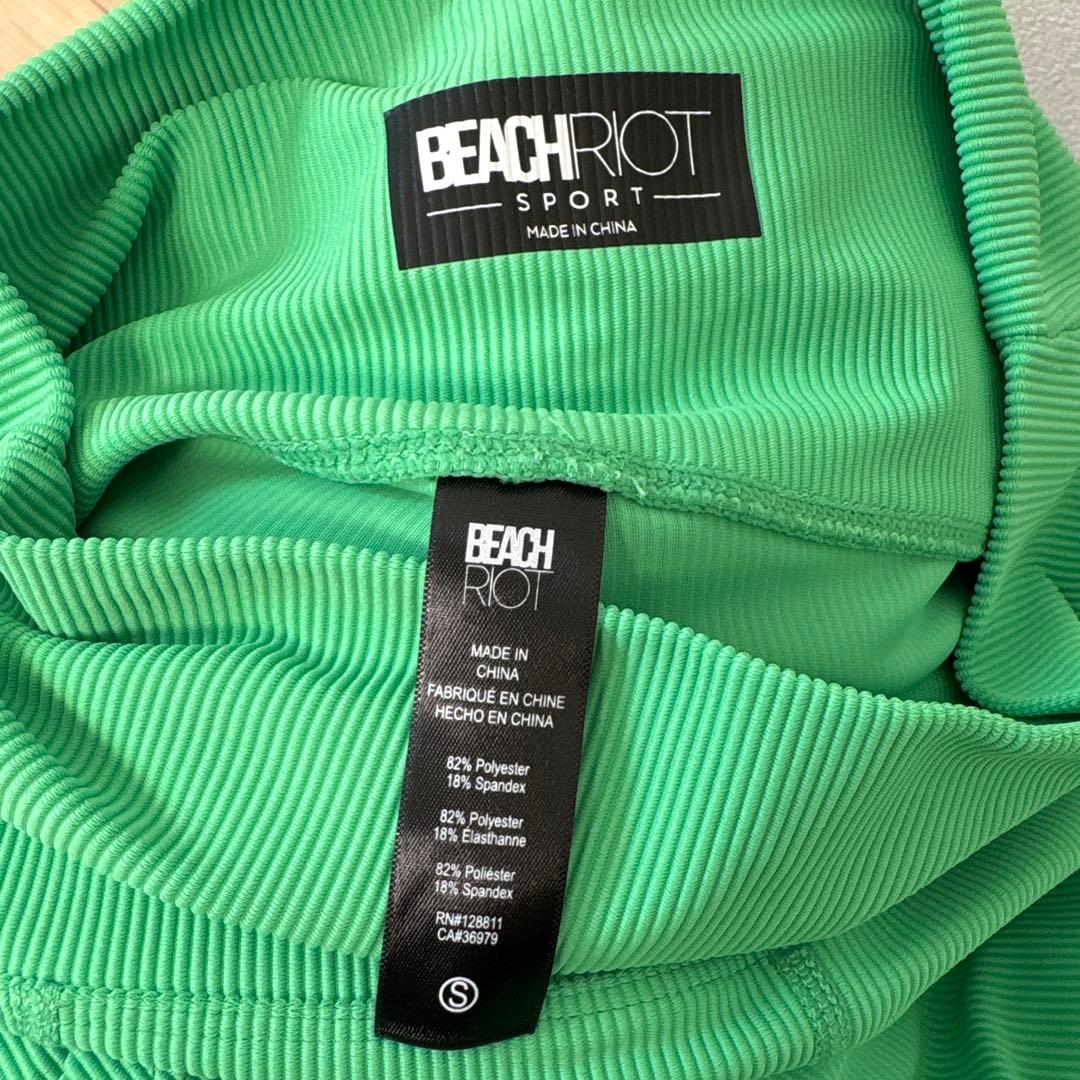 BEACHRIOT
SPORT
MADE IN CHINA
BEACH
RIOT
MADE IN
CHINA
FABRIQUÉ EN CHINE
HECHO EN CHINA
82% Polyester
18% Spandex
82% Polyester
18% Élasthanne
82% Poliéster
18% Spandex
RN#128811
CA#36979
S